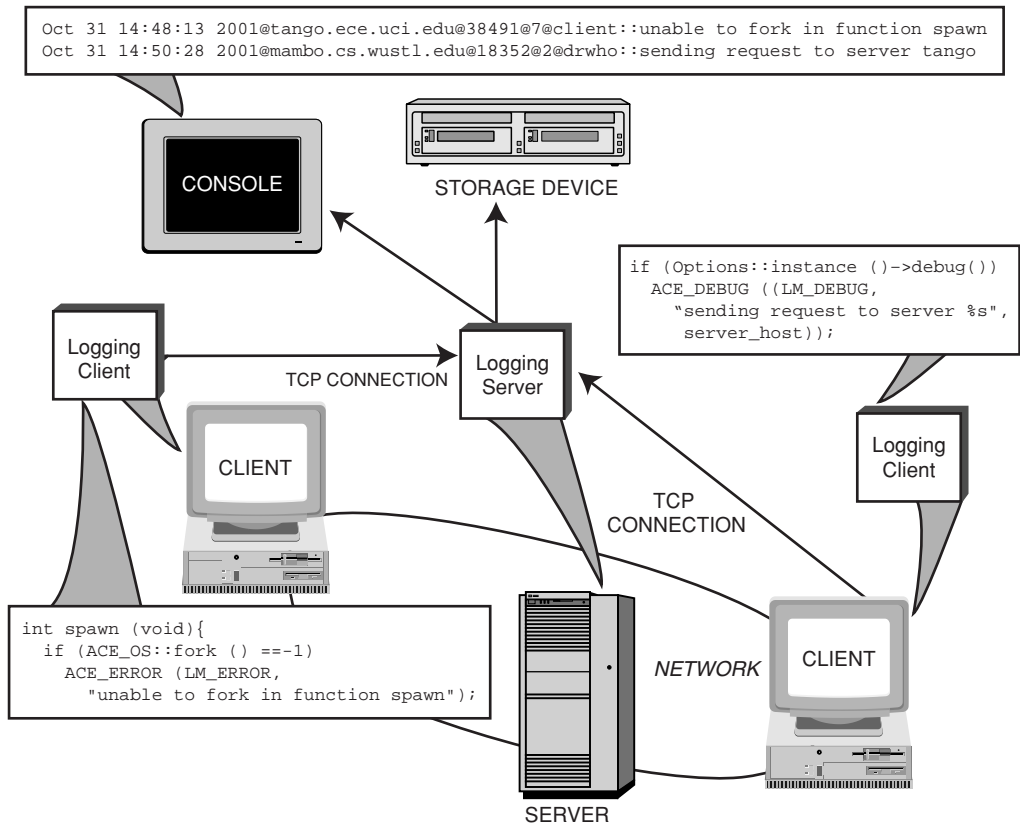 Oct 31 14:48:13 2001@tango.ece.uci.edu@38491@7@client::unable to fork in function spawn
Oct 31 14:50:28 2001@mambo.cs.wustl.edu@18352@2@drwho::sending request to server tango
CONSOLE
STORAGE DEVICE
if (Options::instance ()->debug())
ACE_DEBUG ((LM_DEBUG,
"sending request to server %s",
server_host));
Logging
Client
TCP CONNECTION
Logging
Server
Logging
Client
CLIENT
TCP
CONNECTION
int spawn (void){
if (ACE_OS::fork () ==-1)
ACE_ERROR (LM_ERROR,
"unable to fork in function spawn");
NETWORK
CLIENT
SERVER